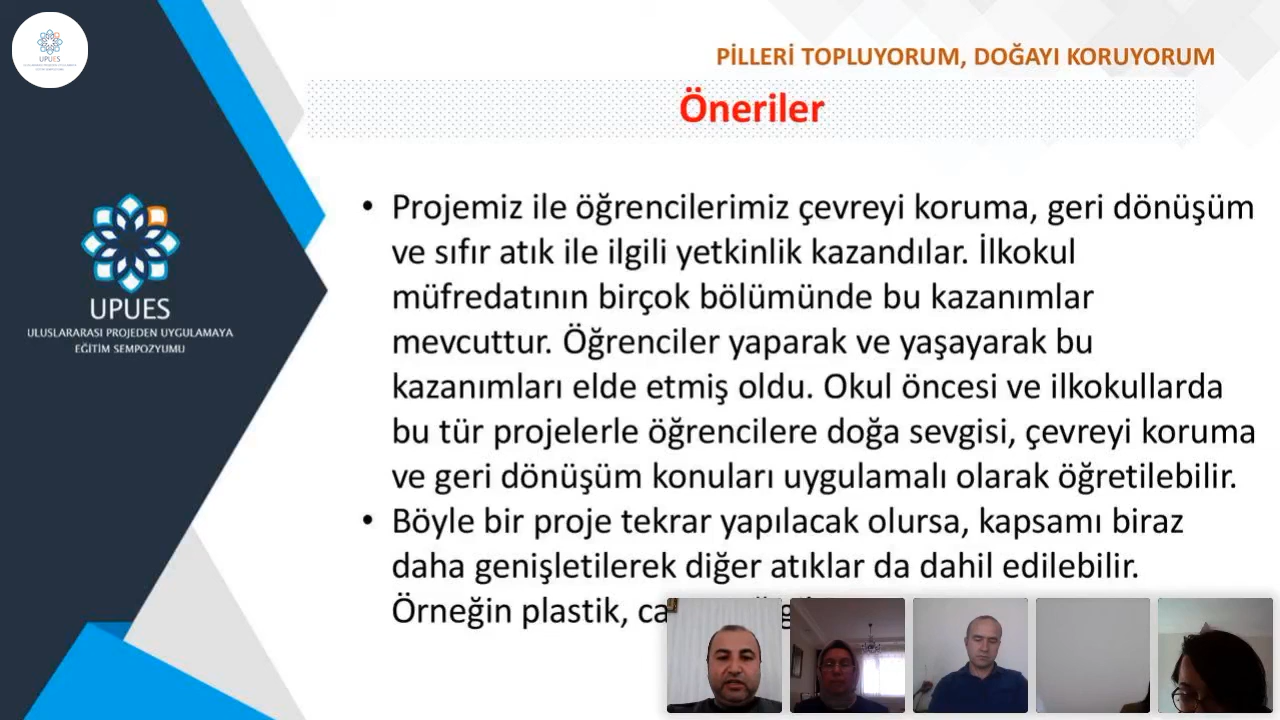 UPUES
PİLLERİ TOPLUYORUM, DOĞAYI KORUYORUM
Öneriler
• Projemiz ile öğrencilerimiz çevreyi koruma, geri dönüşüm
ve sıfır atık ile ilgili yetkinlik kazandılar. İlkokul
müfredatının birçok bölümünde bu kazanımlar
mevcuttur. Öğrenciler yaparak ve yaşayarak bu
kazanımları elde etmiş oldu. Okul öncesi ve ilkokullarda
bu tür projelerle öğrencilere doğa sevgisi, çevreyi koruma
ve geri dönüşüm konuları uygulamalı olarak öğretilebilir.
• Böyle bir proje tekrar yapılacak olursa, kapsamı biraz
daha genişletilerek diğer atıklar da dahil edilebilir.
Örneğin plastik,
UPUES
ULUSLARARASI PROJEDEN UYGULAMAYA
EĞİTİM SEMPOZYUMU